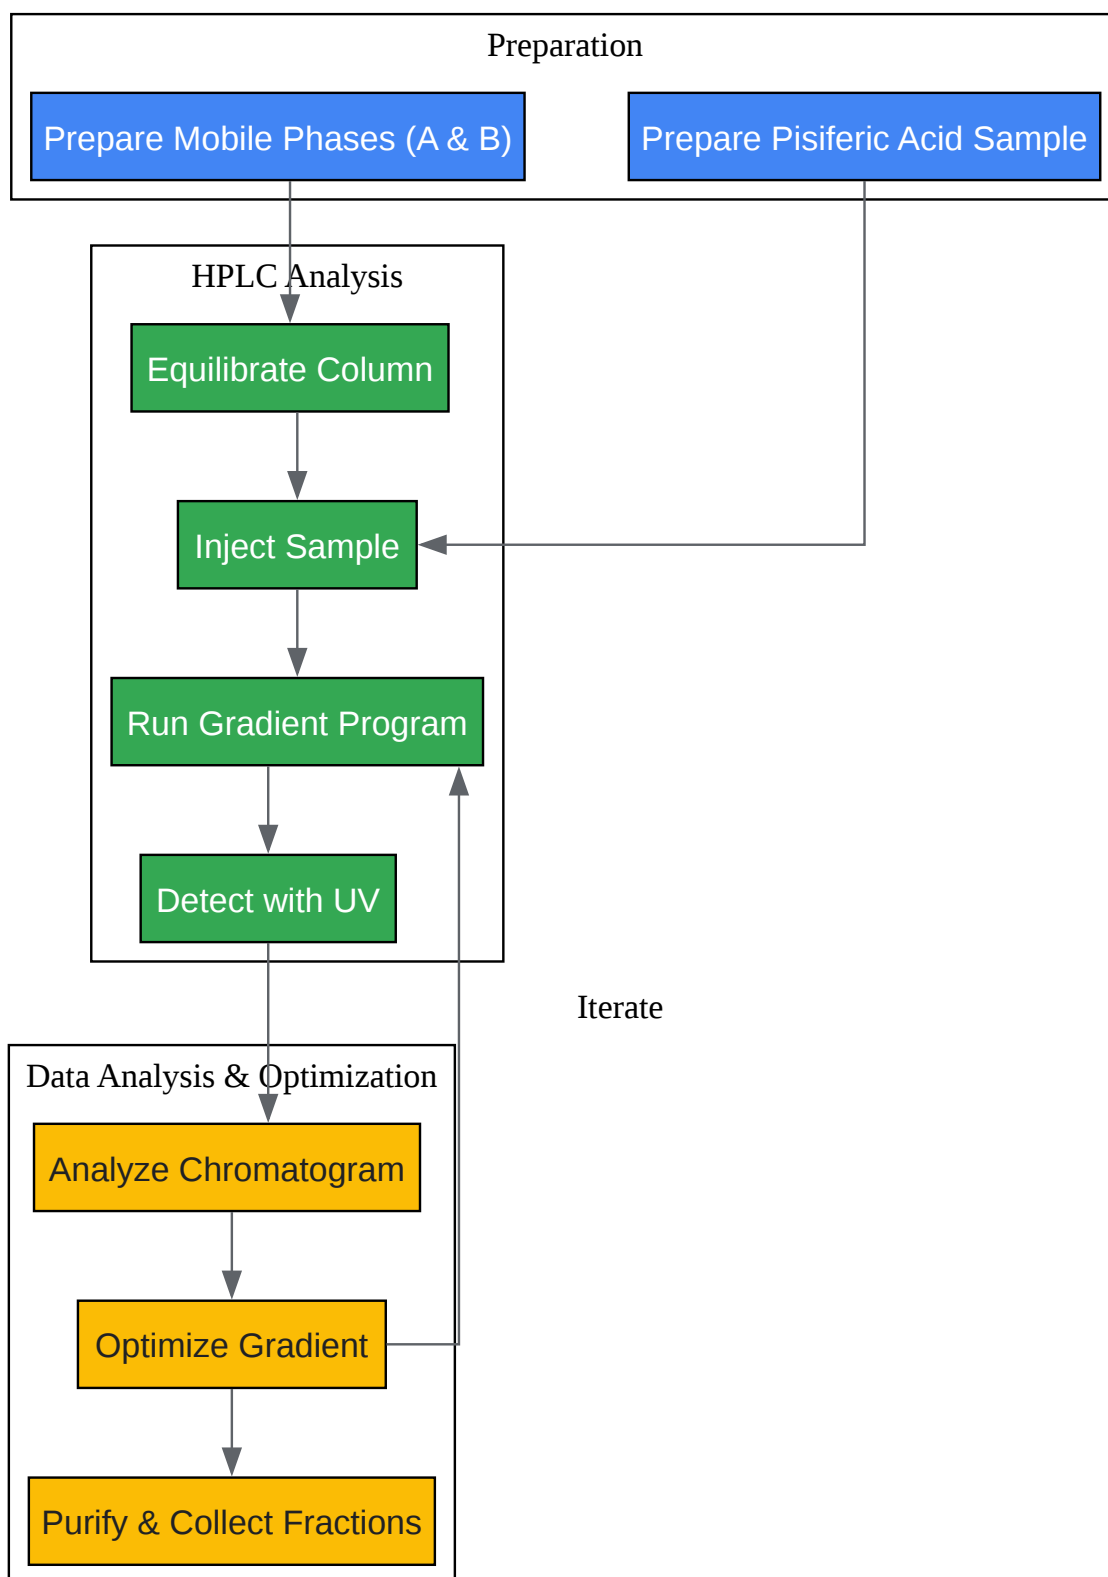 Preparation
Prepare Mobile Phases (A & B)
Prepare Pisiferic Acid Sample
HPLC Analysis
Equilibrate Column
Inject Sample
Run Gradient Program
Detect with UV
Iterate
Data Analysis & Optimization
Analyze Chromatogram
Optimize Gradient
Purify & Collect Fractions